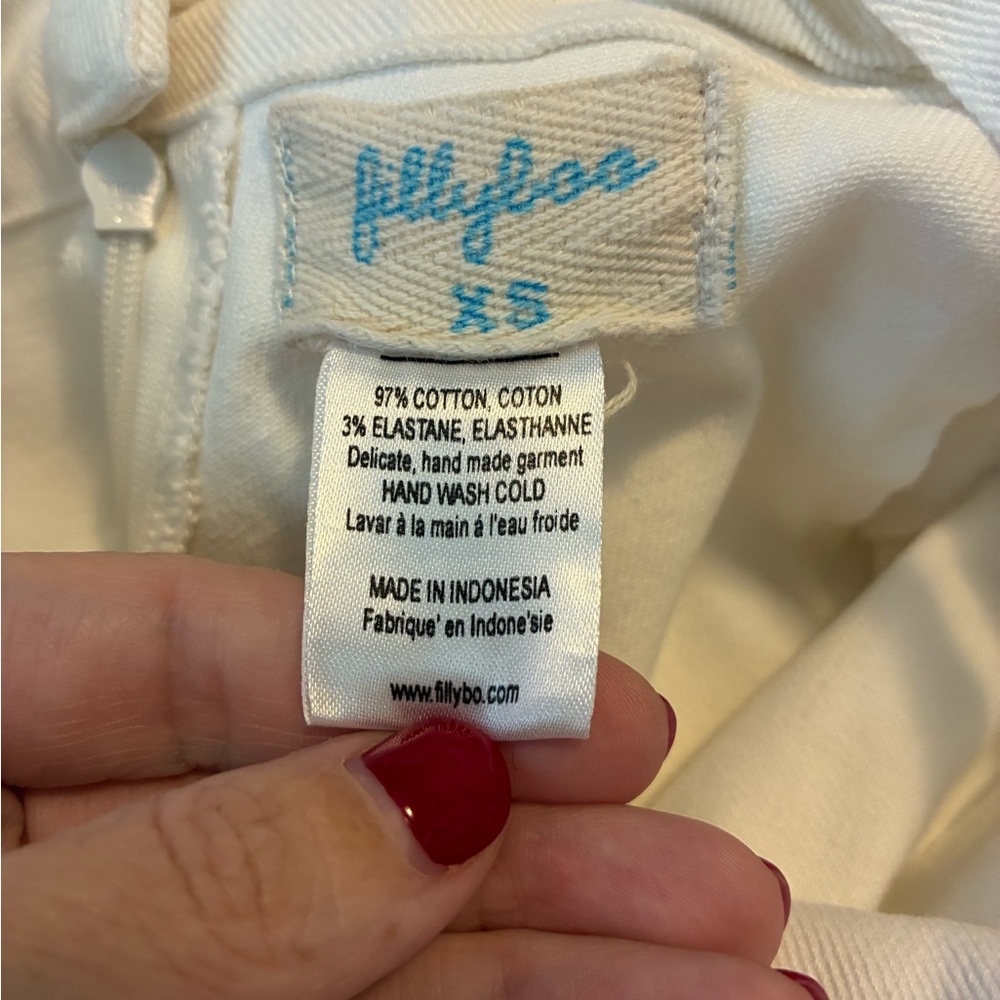 fillyboo
XS
97% COTTON, COTON
3% ELASTANE, ELASTHANNE
Delicate, hand made garment
HAND WASH COLD
Lavar à la main á l'eau froide
MADE IN INDONESIA
Fabrique' en Indone'sie
www.fillybo.com